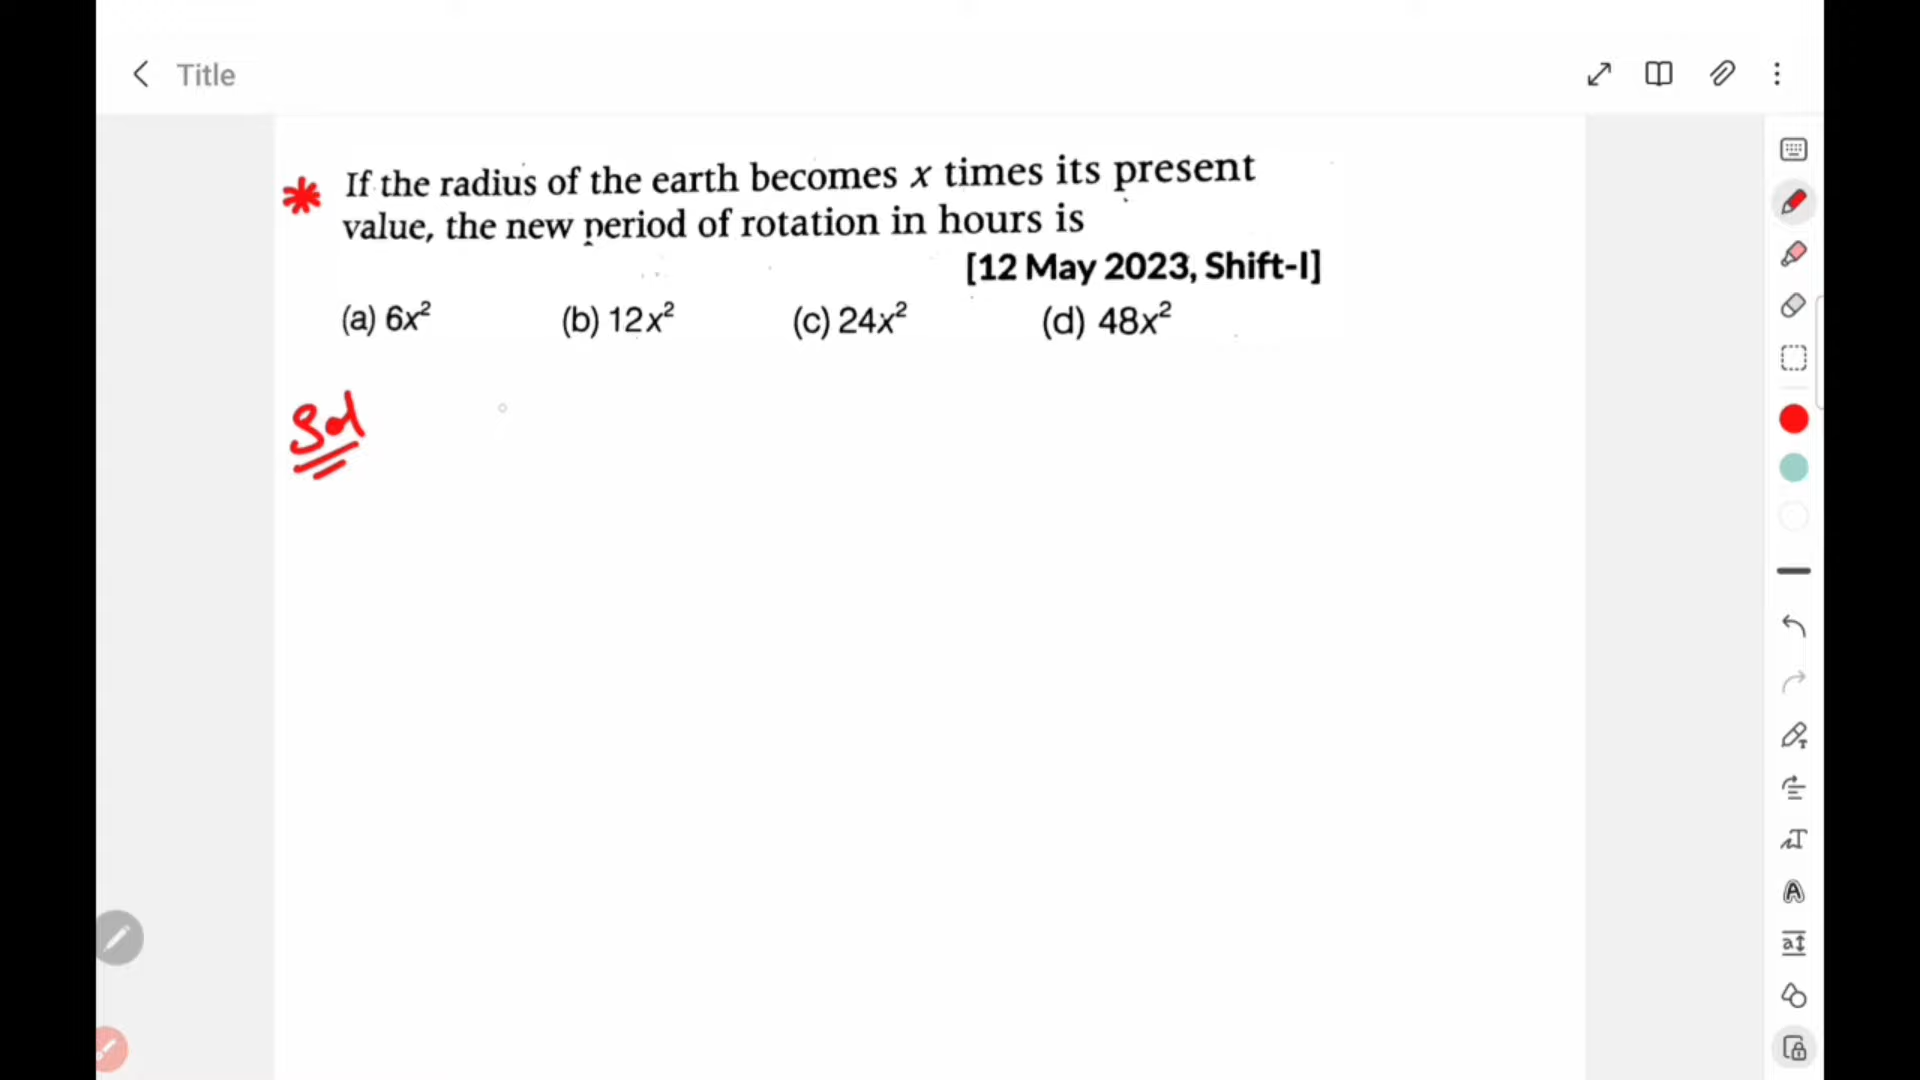 Title
If the radius of the earth becomes x times its present
value, the new period of rotation in hours is
[12 May 2023, Shift-I]
(a) 6x² (b) 12x² (c) 24x² (d) 48x²
Sol